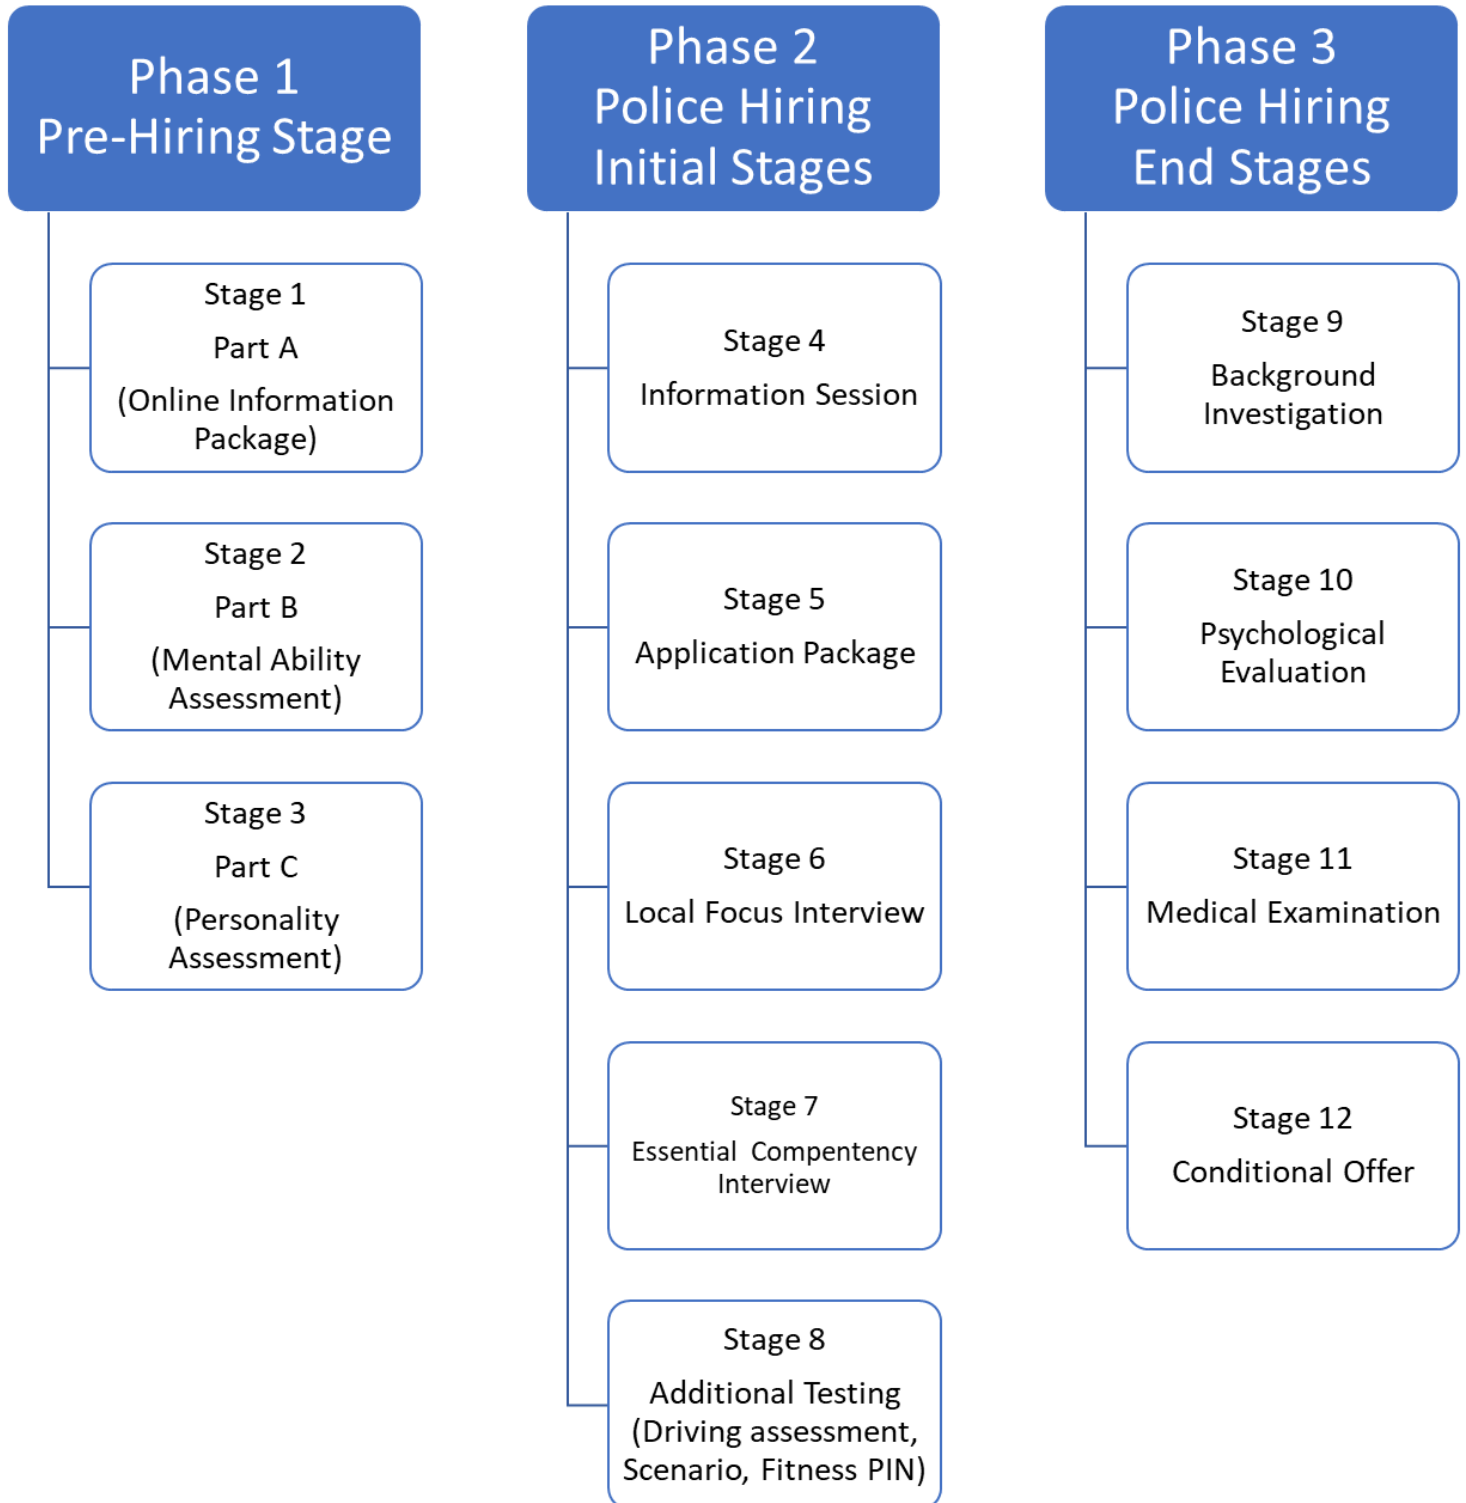 Phase 1
Pre-Hiring Stage
Stage 1
Part A
(Online Information
Package)
Stage 2
Part B
(Mental Ability
Assessment)
Stage 3
Part C
(Personality
Assessment)
Phase 2
Police Hiring
Initial Stages
Stage 4
Information Session
Stage 5
Application Package
Stage 6
Local Focus Interview
Stage 7
Essential Compentency
Interview
Stage 8
Additional Testing
(Driving assessment,
Scenario, Fitness PIN)
Phase 3
Police Hiring
End Stages
Stage 9
Background
Investigation
Stage 10
Psychological
Evaluation
Stage 11
Medical Examination
Stage 12
Conditional Offer